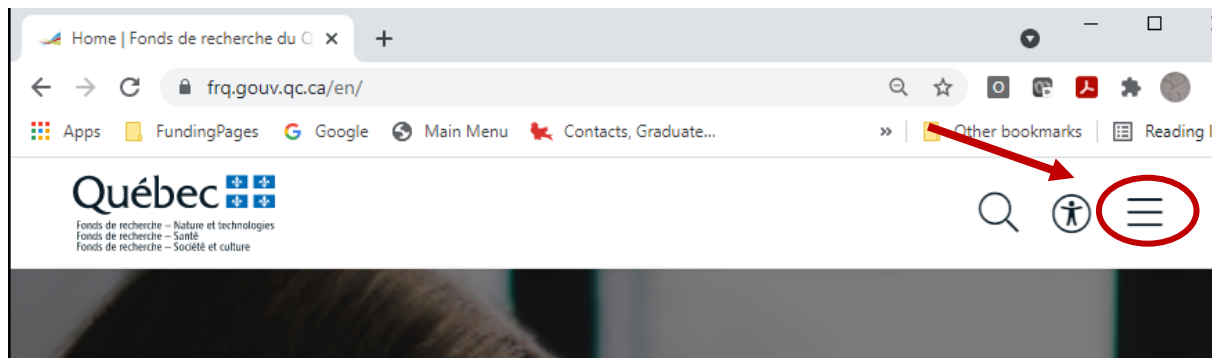 Home | Fonds de recherche du Q
frq.gouv.qc.ca/en/
Apps FundingPages G Google Main Menu Contacts, Graduate... » Other bookmarks Reading
Québec
Fonds de recherche – Nature et technologies
Fonds de recherche – Santé
Fonds de recherche – Société et culture